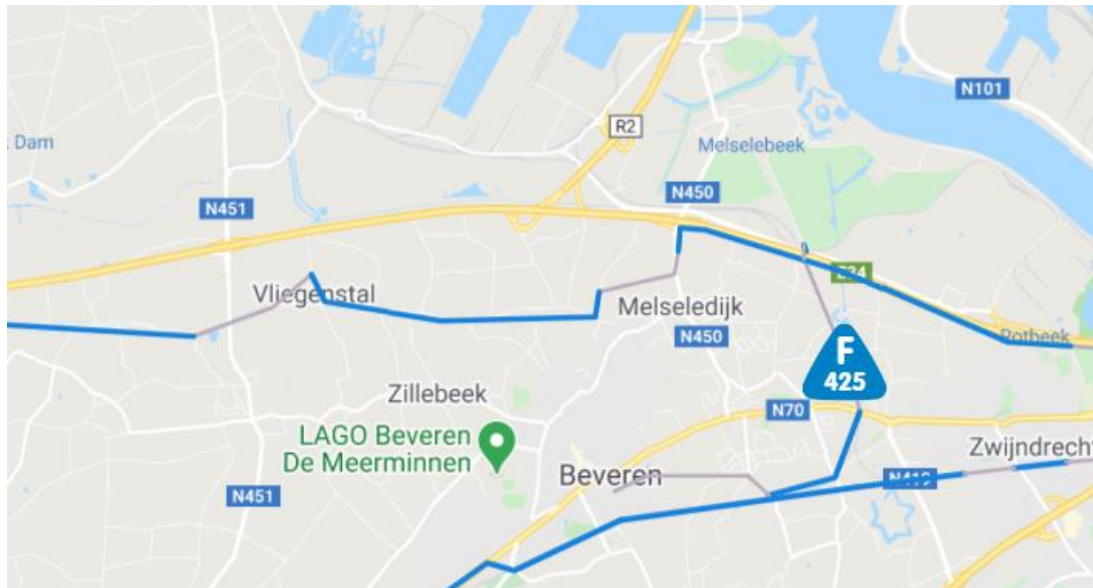 N101
R2
Dam
Melselebeek
N450
N451
E34
Vliegenstal
Melseledijk
Rotbeek
N450
F
425
Zillebeek
N70
LAGO Beveren
De Meerminnen
Zwijndrecht
Beveren
N419
N451